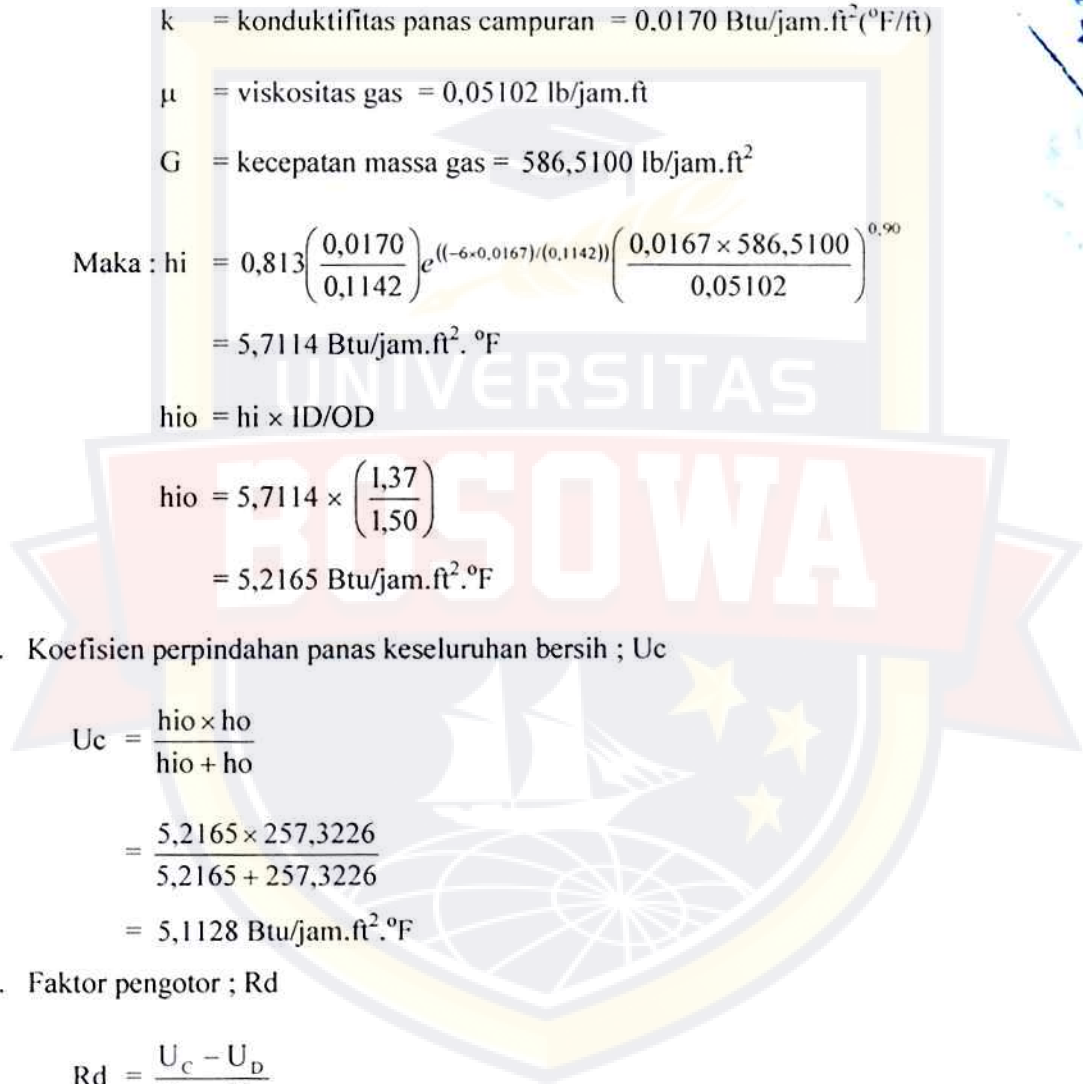 k = konduktifitas panas campuran = 0,0170 Btu/jam.ft²(°F/ft)
μ = viskositas gas = 0,05102 lb/jam.ft
G = kecepatan massa gas = 586,5100 lb/jam.ft²
Maka : hi = 0,813(0,0170/0,1142)e^((-6×0,0167)/(0,1142))(0,0167 × 586,5100/0,05102)^0,90
= 5,7114 Btu/jam.ft². °F
UNIVERSITAS
hio = hi × ID/OD
BOSOWA
hio = 5,7114 × (1,37/1,50)
= 5,2165 Btu/jam.ft².°F
. Koefisien perpindahan panas keseluruhan bersih ; Uc
Uc = hio × ho/hio + ho
= 5,2165 × 257,3226/5,2165 + 257,3226
= 5,1128 Btu/jam.ft².°F
. Faktor pengotor ; Rd
Rd = U_C − U_D